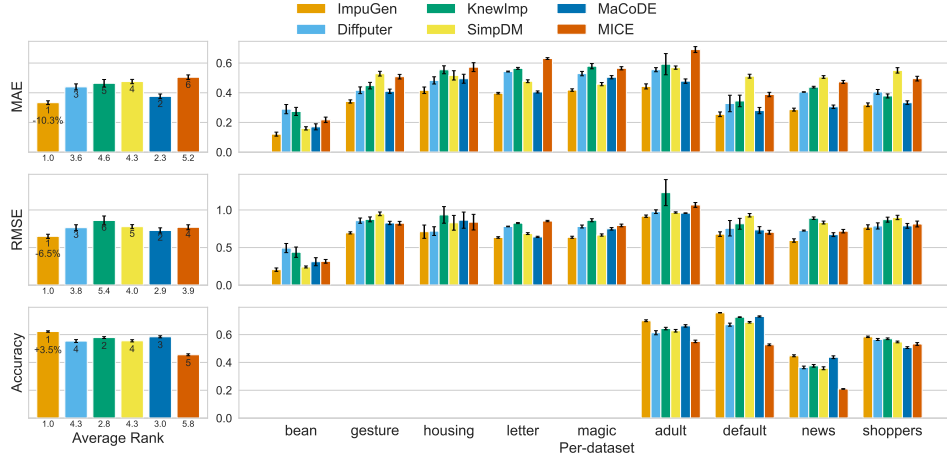 ImpuGen KnewImp MaCoDE
Diffputer SimpDM MICE
MAE
0.6
0.4
0.2
0.0
1 3 5 4 2 6
-10.3%
1.0 3.6 4.6 4.3 2.3 5.2
RMSE
1.0
0.5
0.0
1 3 6 5 2 4
-6.5%
1.0 3.8 5.4 4.0 2.9 3.9
Accuracy
0.6
0.4
0.2
0.0
1 4 2 4 3 5
+3.5%
1.0 4.3 2.8 4.3 3.0 5.8
Average Rank
bean gesture housing letter magic adult default news shoppers
Per-dataset